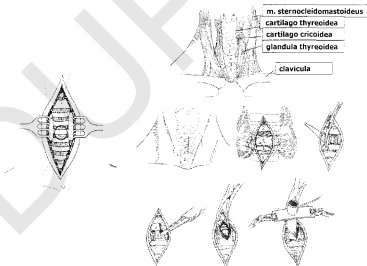 m. sternocleidomastoideus
cartilago thyreoidea
cartilago cricoidea
glandula thyreoidea
clavicula